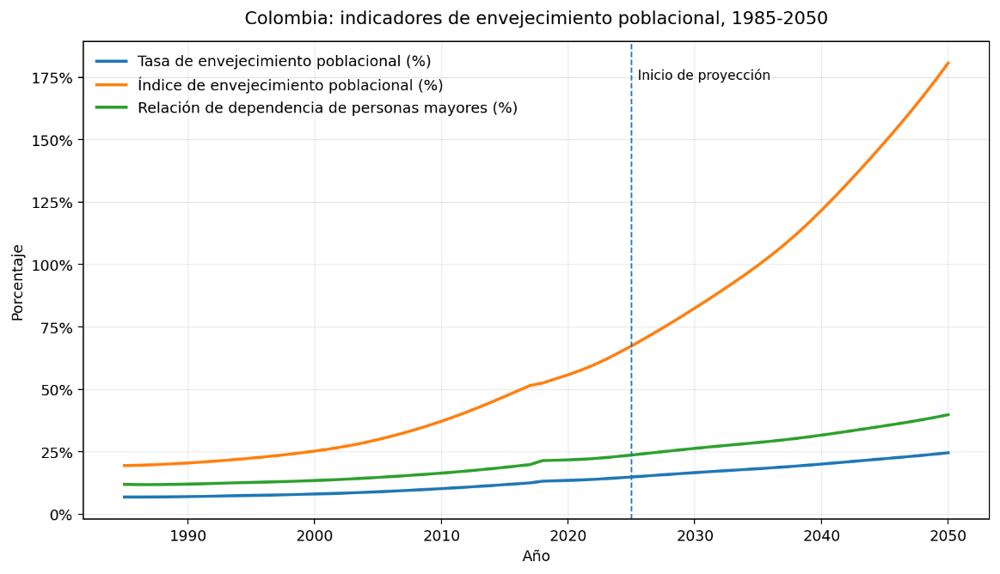 Colombia: indicadores de envejecimiento poblacional, 1985-2050
Tasa de envejecimiento poblacional (%)
Índice de envejecimiento poblacional (%)
Relación de dependencia de personas mayores (%)
Inicio de proyección
Porcentaje
175%
150%
125%
100%
75%
50%
25%
0%
1990 2000 2010 2020 2030 2040 2050
Año